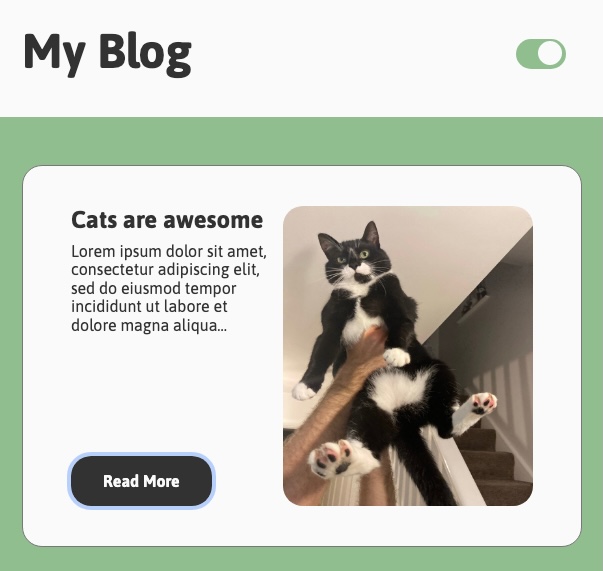 My Blog
Cats are awesome
Lorem ipsum dolor sit amet,
consectetur adipiscing elit,
sed do eiusmod tempor
incididunt ut labore et
dolore magna aliqua...
Read More